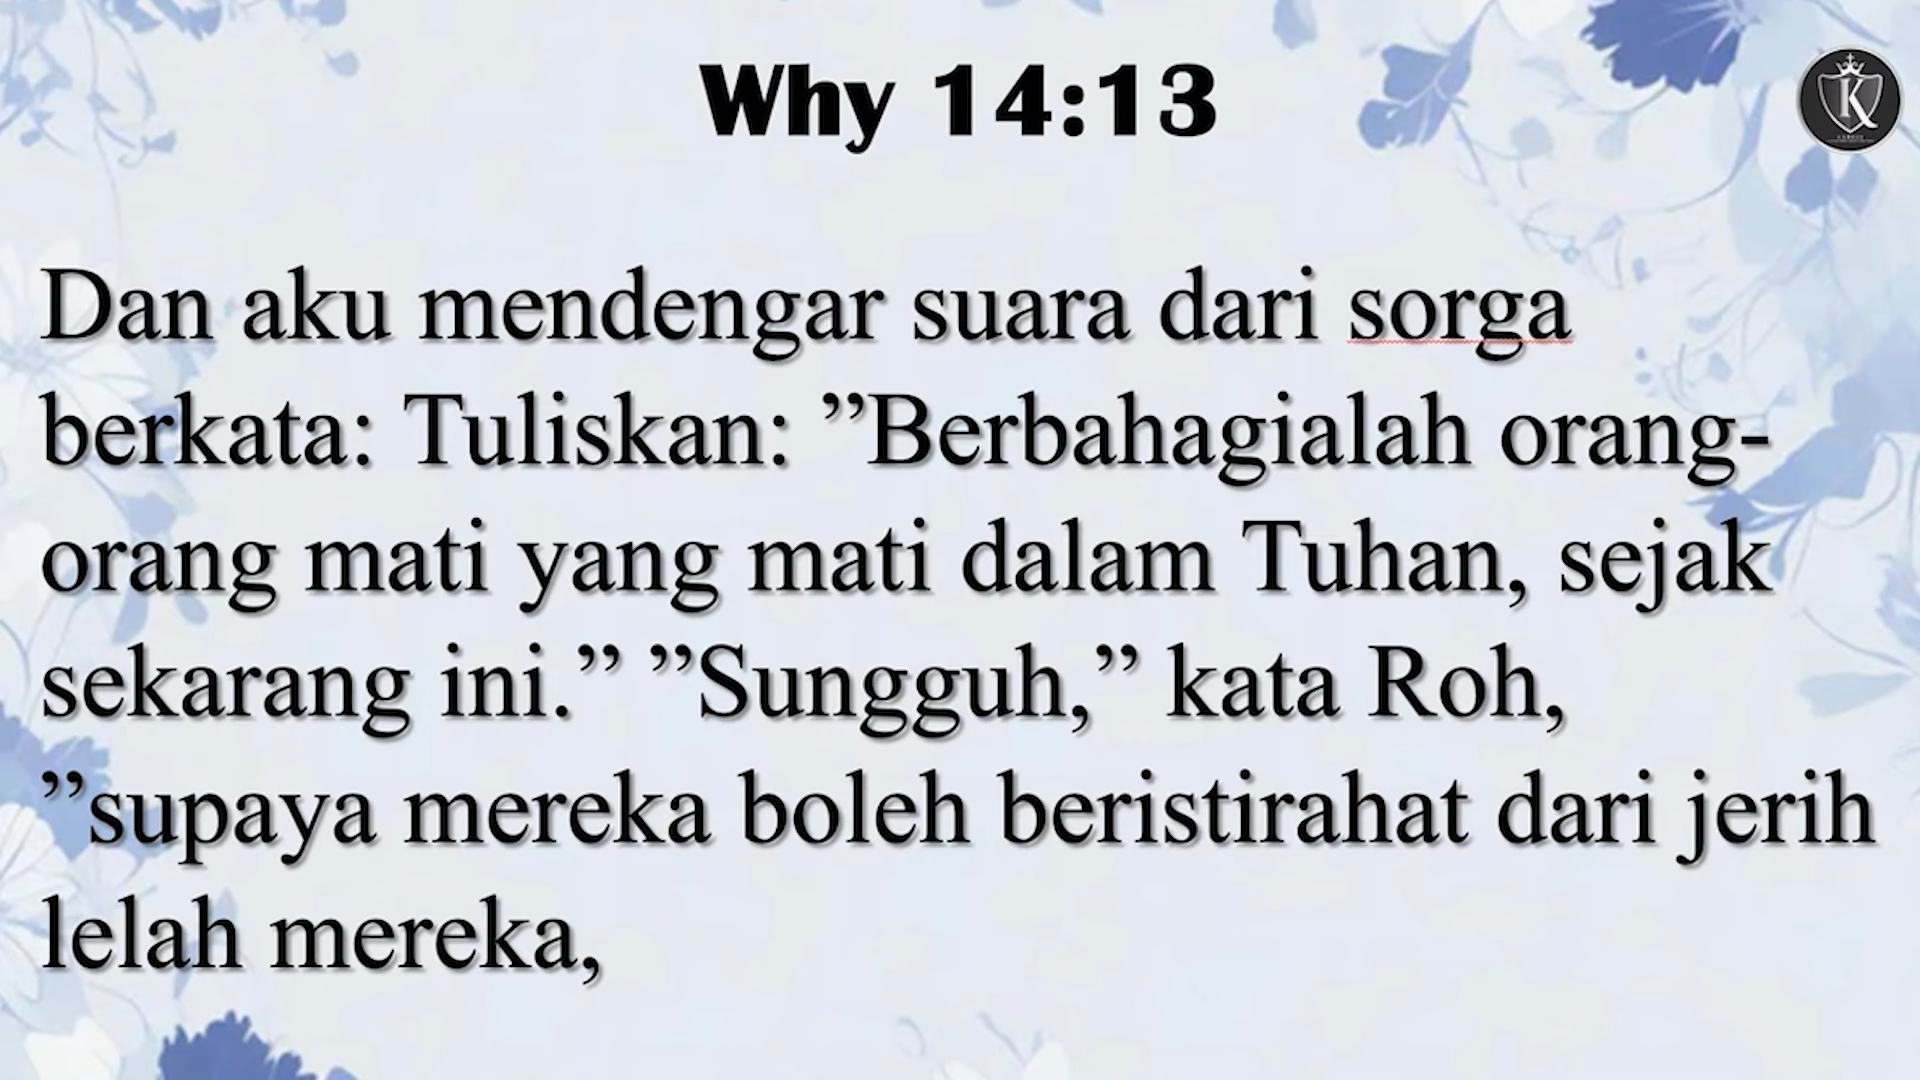 Why 14:13
K
Dan aku mendengar suara dari sorga
berkata: Tuliskan: ”Berbahagialah orang-
orang mati yang mati dalam Tuhan, sejak
sekarang ini.” ”Sungguh,” kata Roh,
”supaya mereka boleh beristirahat dari jerih
lelah mereka,